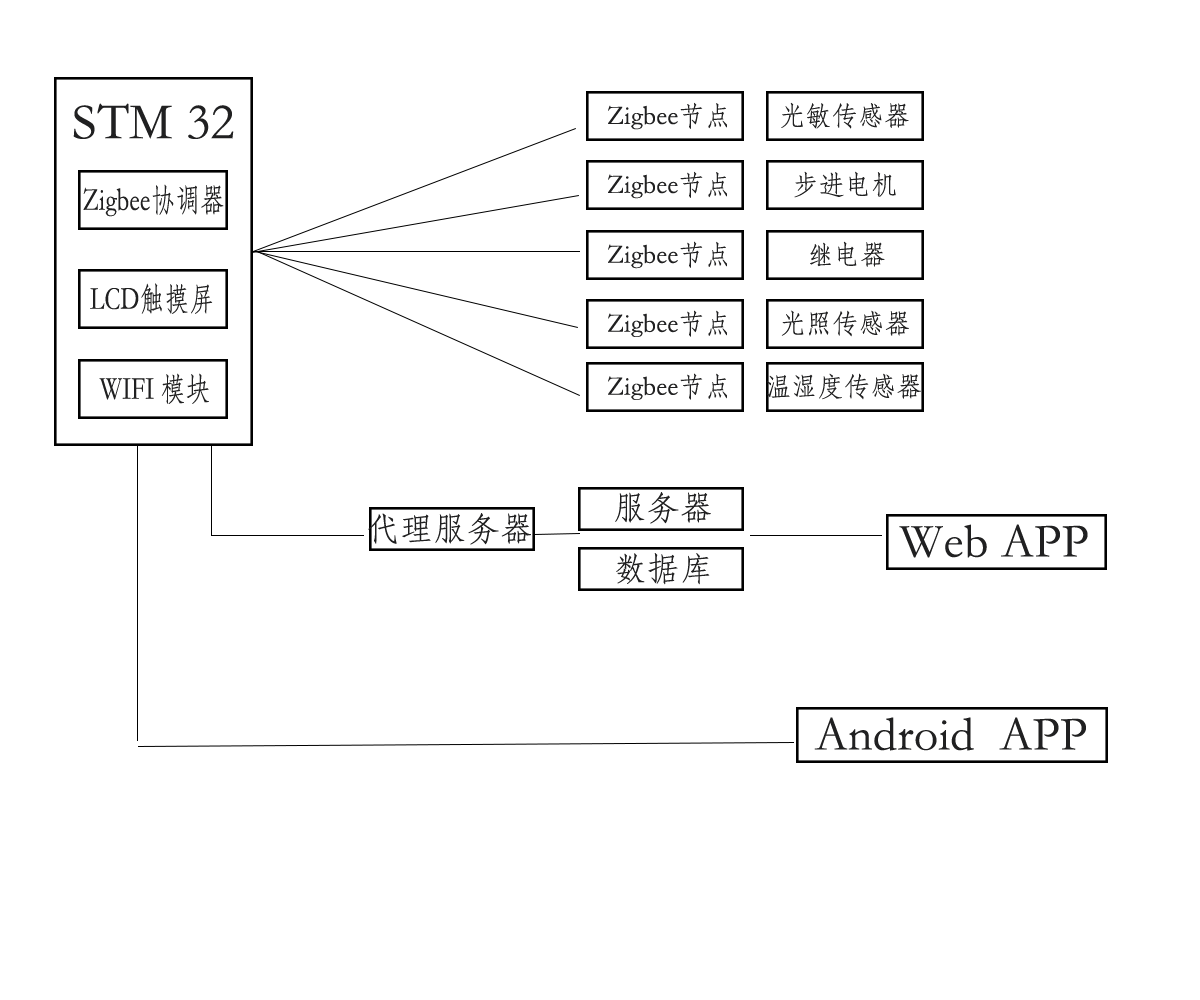 STM 32
Zigbee协调器
LCD触摸屏
WIFI 模块
Zigbee节点 光敏传感器
Zigbee节点 步进电机
Zigbee节点 继电器
Zigbee节点 光照传感器
Zigbee节点 温湿度传感器
代理服务器
服务器
数据库
Web APP
Android APP